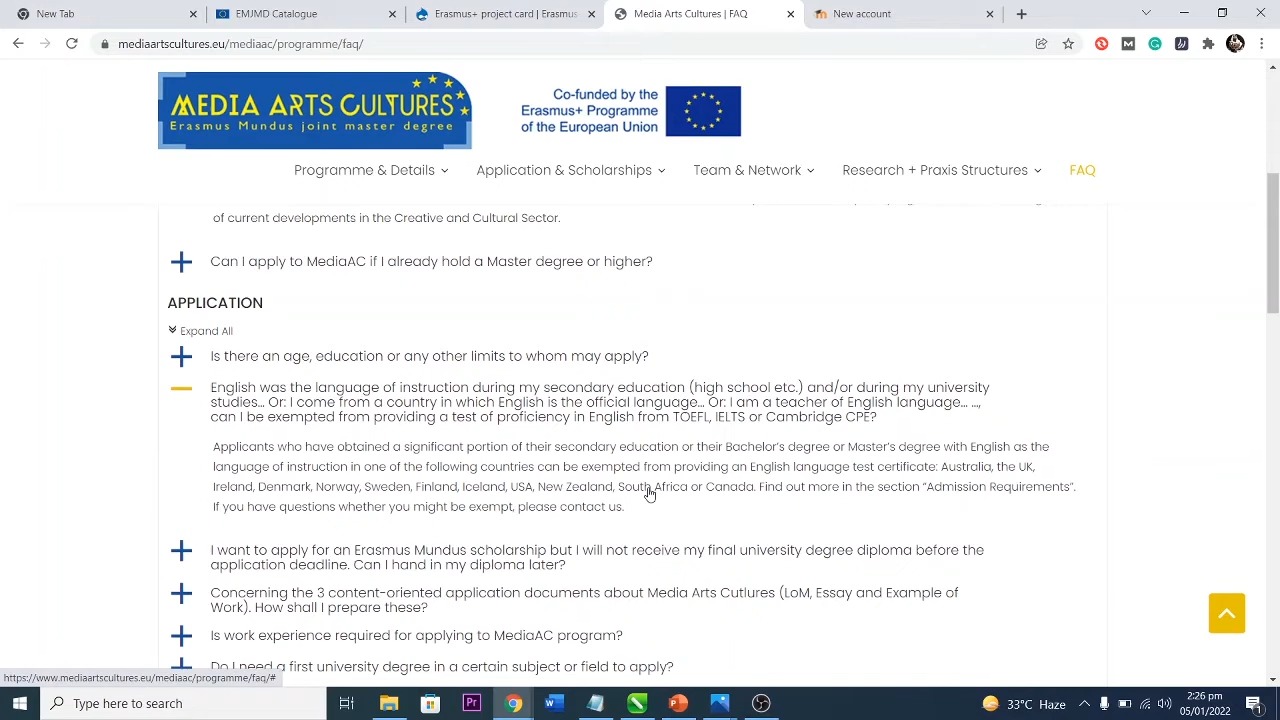 New Tab
EMJMD Catalogue
Erasmus+ project card | Erasmus
Media Arts Cultures | FAQ
New account
mediaartscultures.eu/mediaac/programme/faq/
MEDIA ARTS CULTURES
Erasmus Mundus joint master degree
Co-funded by the
Erasmus+ Programme
of the European Union
Programme & Details
Application & Scholarships
Team & Network
Research + Praxis Structures
FAQ
of current developments in the Creative and Cultural Sector.
Can I apply to MediaAC if I already hold a Master degree or higher?
APPLICATION
Expand All
Is there an age, education or any other limits to whom may apply?
English was the language of instruction during my secondary education (high school etc.) and/or during my university
studies... Or: I come from a country in which English is the official language... Or: I am a teacher of English language... ...,
can I be exempted from providing a test of proficiency in English from TOEFL, IELTS or Cambridge CPE?
Applicants who have obtained a significant portion of their secondary education or their Bachelor's degree or Master's degree with English as the
language of instruction in one of the following countries can be exempted from providing an English language test certificate: Australia, the UK,
Ireland, Denmark, Norway, Sweden, Finland, Iceland, USA, New Zealand, South Africa or Canada. Find out more in the section “Admission Requirements”.
If you have questions whether you might be exempt, please contact us.
I want to apply for an Erasmus Mundus scholarship but I will not receive my final university degree diploma before the
application deadline. Can I hand in my diploma later?
Concerning the 3 content-oriented application documents about Media Arts Cutlures (LoM, Essay and Example of
Work). How shall I prepare these?
Is work experience required for applying to MediaAC program?
Do I need a first university degree in a certain subject or field to apply?
https://www.mediaartscultures.eu/mediaac/programme/faq/#
Type here to search
33°C Haze
2:26 pm
05/01/2022